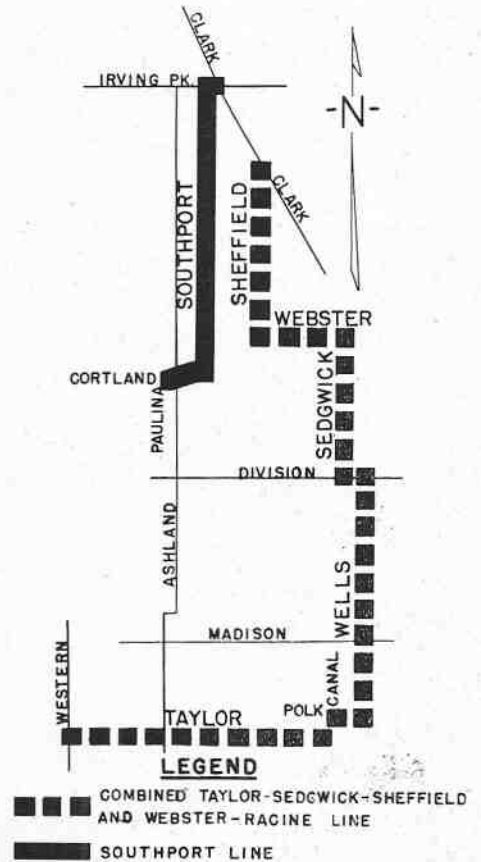 CLARK
IRVING PK.
-N-
CLARK
SOUTHPORT
SHEFFIELD
WEBSTER
CORTLAND
PAULINA
SEDGWICK
DIVISION
ASHLAND
WELLS
MADISON
WESTERN
CANAL
POLK
TAYLOR
LEGEND
COMBINED TAYLOR-SEDGWICK-SHEFFIELD
AND WEBSTER-RACINE LINE
SOUTHPORT LINE